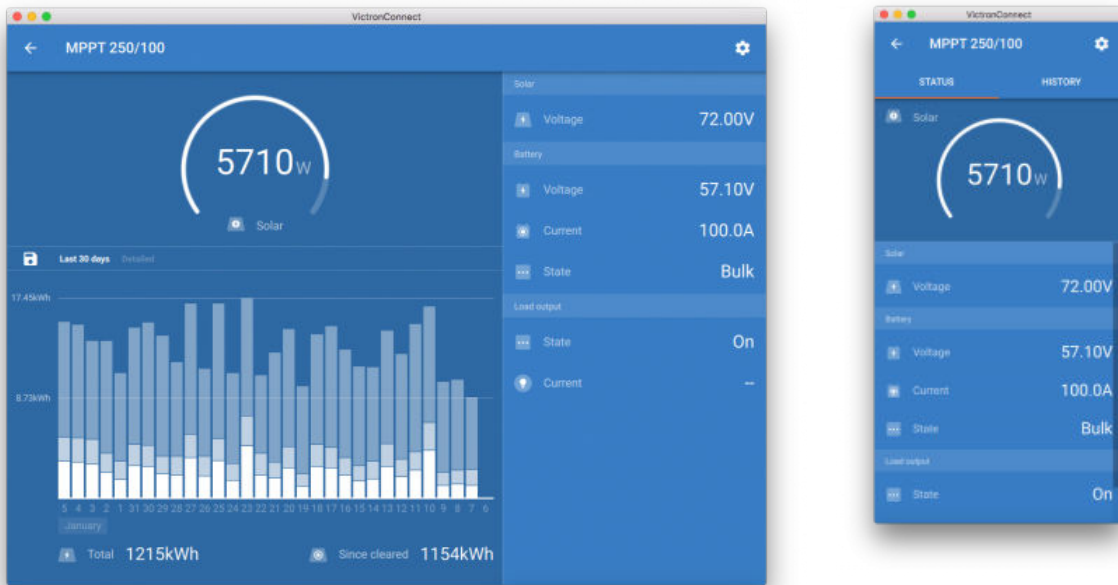 VictronConnect
MPPT 250/100
5710W
Solar
Last 30 days Detailed
17.45kWh
8.73kWh
5 4 3 2 1 31 30 29 28 27 26 25 24 23 22 21 20 19 18 17 16 15 14 13 12 11 10 9 8 7 6
January
Total 1215kWh Since cleared 1154kWh
Solar
Voltage 72.00V
Battery
Voltage 57.10V
Current 100.0A
State Bulk
Load output
State On
Current --
VictronConnect
MPPT 250/100
STATUS HISTORY
Solar
5710W
Solar
Voltage 72.00V
Battery
Voltage 57.10V
Current 100.0A
State Bulk
Load output
State On